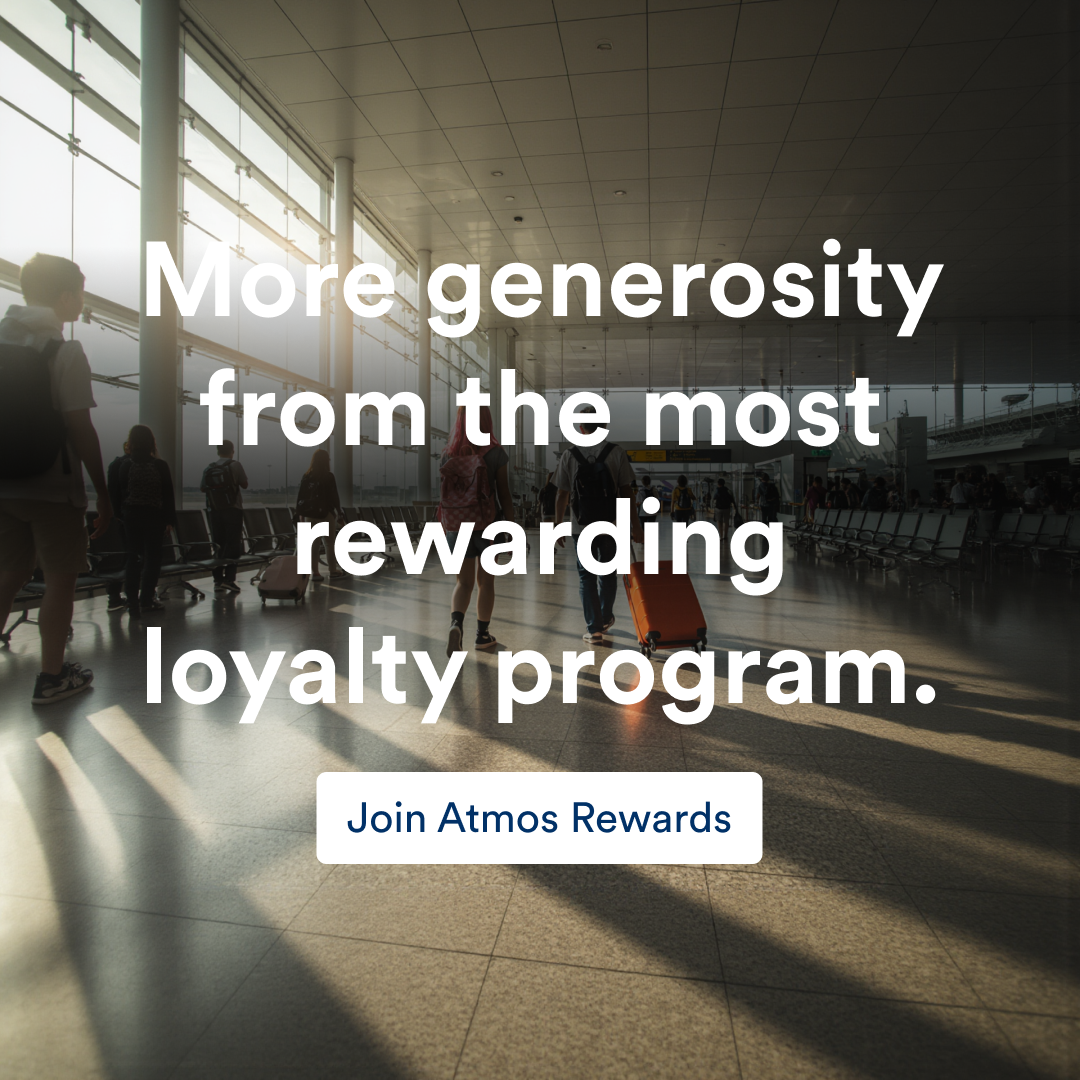 More generosity
from the most
rewarding
loyalty program.
Join Atmos Rewards